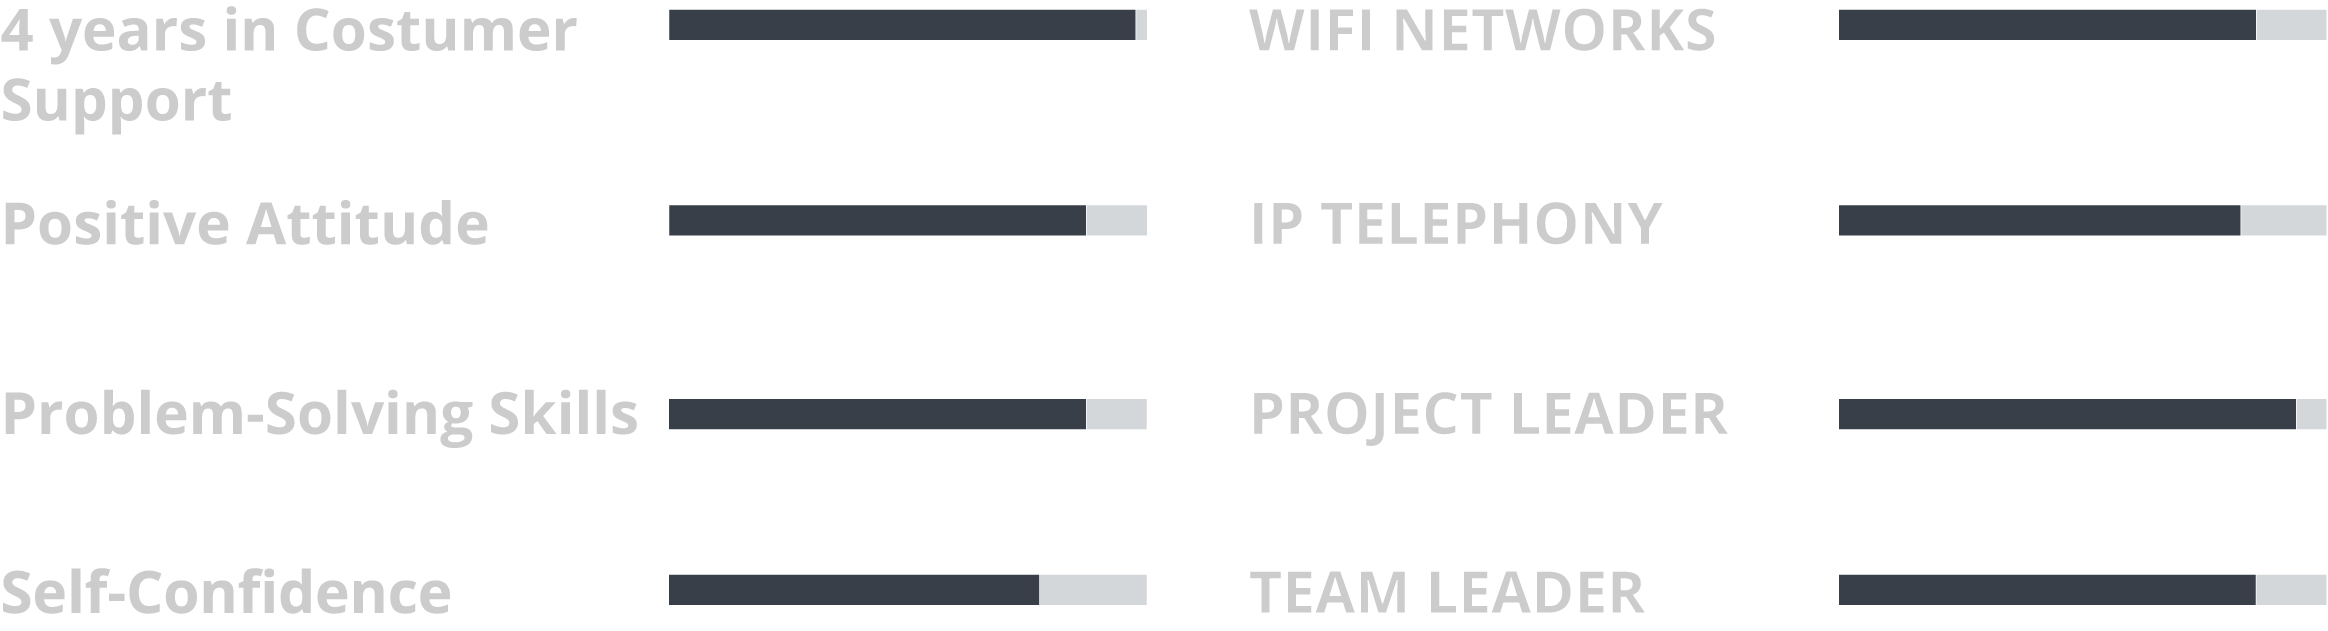 4 years in Costumer
Support
Positive Attitude
Problem-Solving Skills
Self-Confidence
WIFI NETWORKS
IP TELEPHONY
PROJECT LEADER
TEAM LEADER